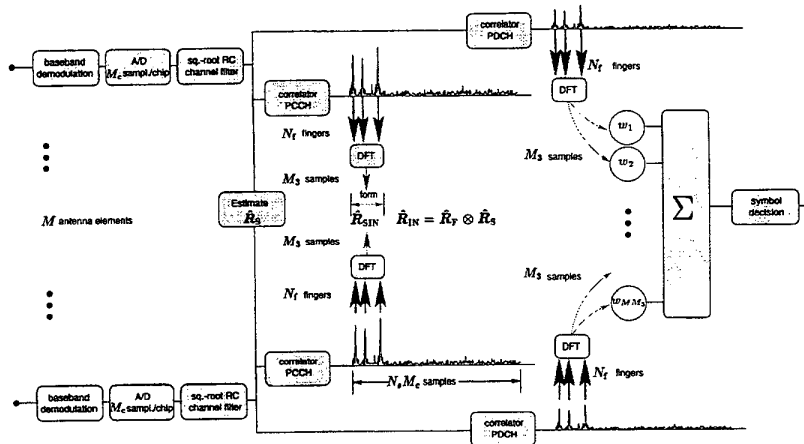 correlator
PDCH
N_f fingers
baseband
demodulation
A/D
M_c sampl./chip
sq.-root RC
channel filter
correlator
PCCH
DFT
N_f fingers
w_1
DFT
M_3 samples
w_2
M_3 samples
form
Estimate
R̂_S
M antenna elements
R̂_SIN R̂_IN = R̂_F ⊗ R̂_S
Σ
symbol
decision
M_3 samples
DFT
M_3 samples
N_f fingers
w_{MM_3}
DFT
correlator
PCCH
N_f fingers
N_s M_c samples
baseband
demodulation
A/D
M_c sampl./chip
sq.-root RC
channel filter
correlator
PDCH